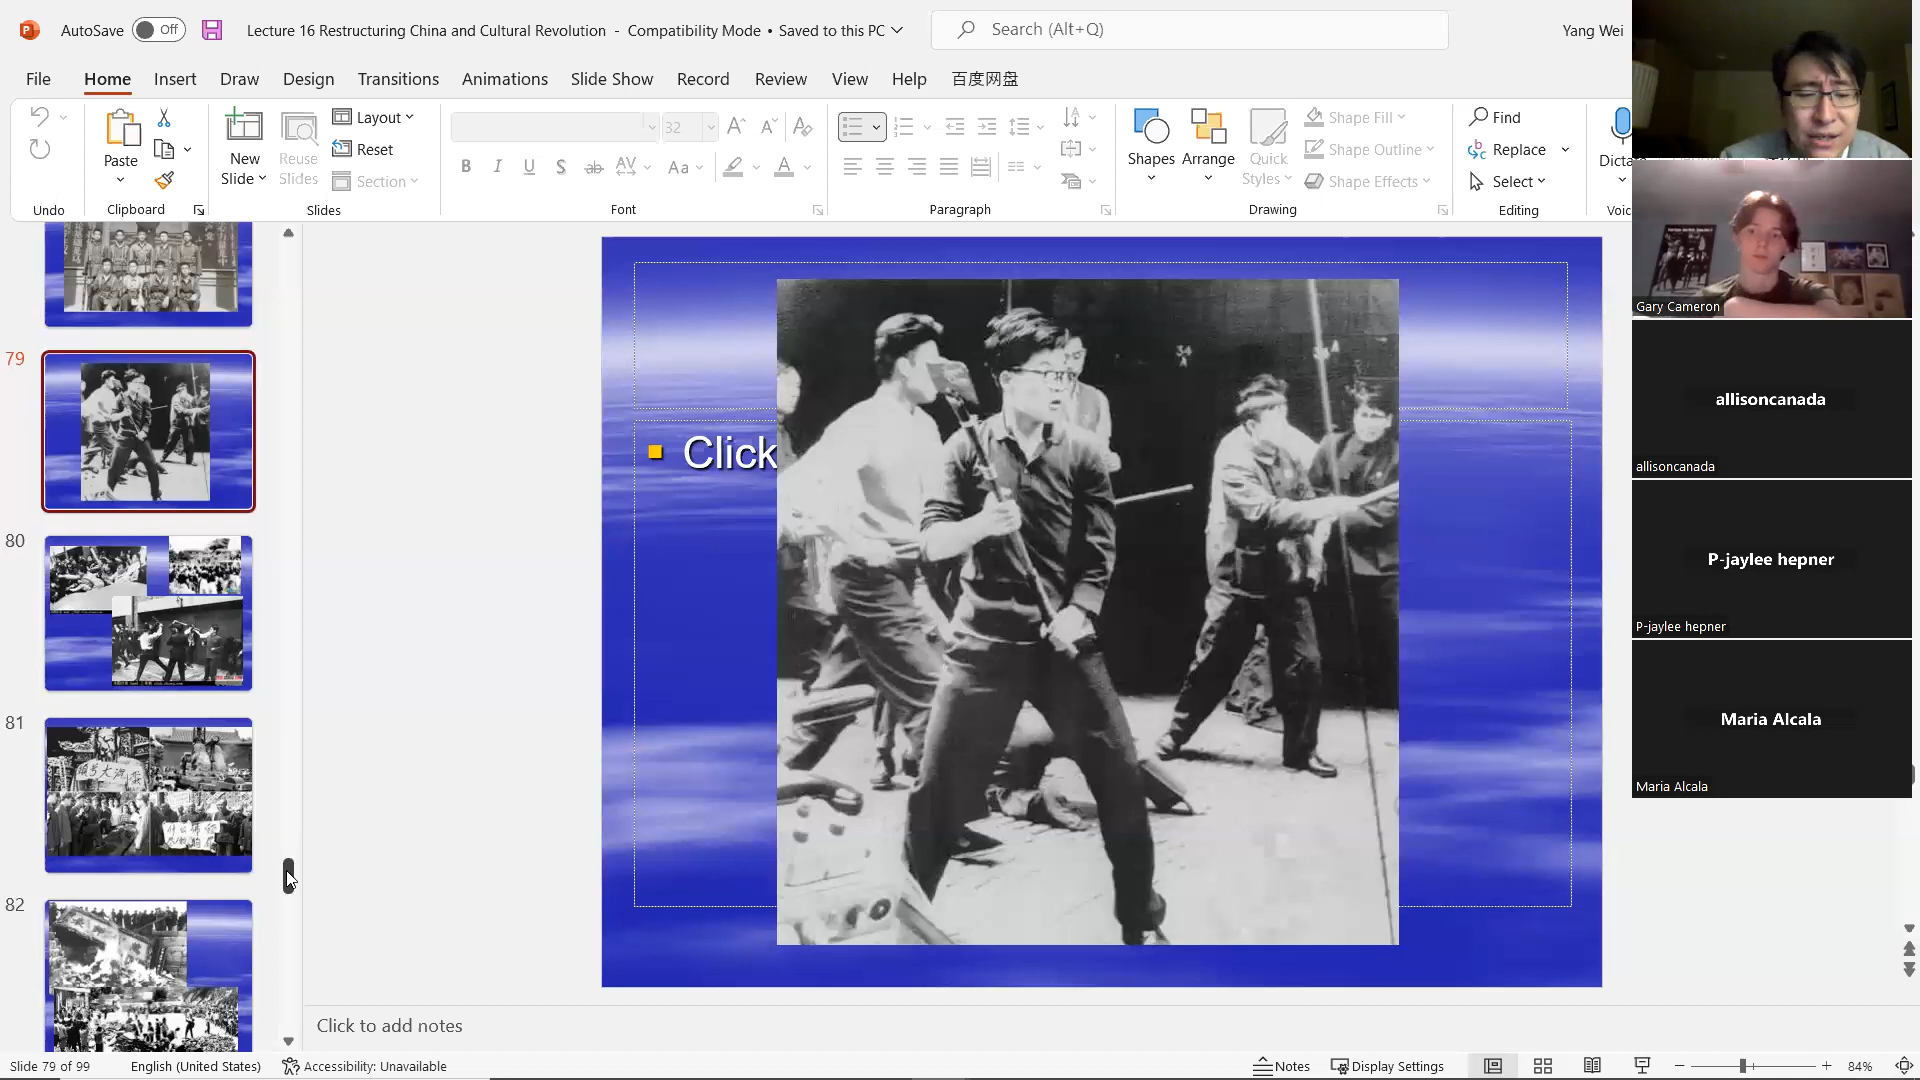 AutoSave Off Lecture 16 Restructuring China and Cultural Revolution - Compatibility Mode • Saved to this PC Search (Alt+Q) Yang Wei
File Home Insert Draw Design Transitions Animations Slide Show Record Review View Help 百度网盘
Paste
New Slide
Reuse Slides
Layout
Reset
Section
32
Aa
Shapes
Arrange
Quick Styles
Shape Fill
Shape Outline
Shape Effects
Find
Replace
Select
Dictate
Undo Clipboard Slides Font Paragraph Drawing Editing Voic
79
80
81
82
Click
Gary Cameron
allisoncanada
allisoncanada
P-jaylee hepner
P-jaylee hepner
Maria Alcala
Maria Alcala
Click to add notes
Slide 79 of 99 English (United States) Accessibility: Unavailable Notes Display Settings 84%